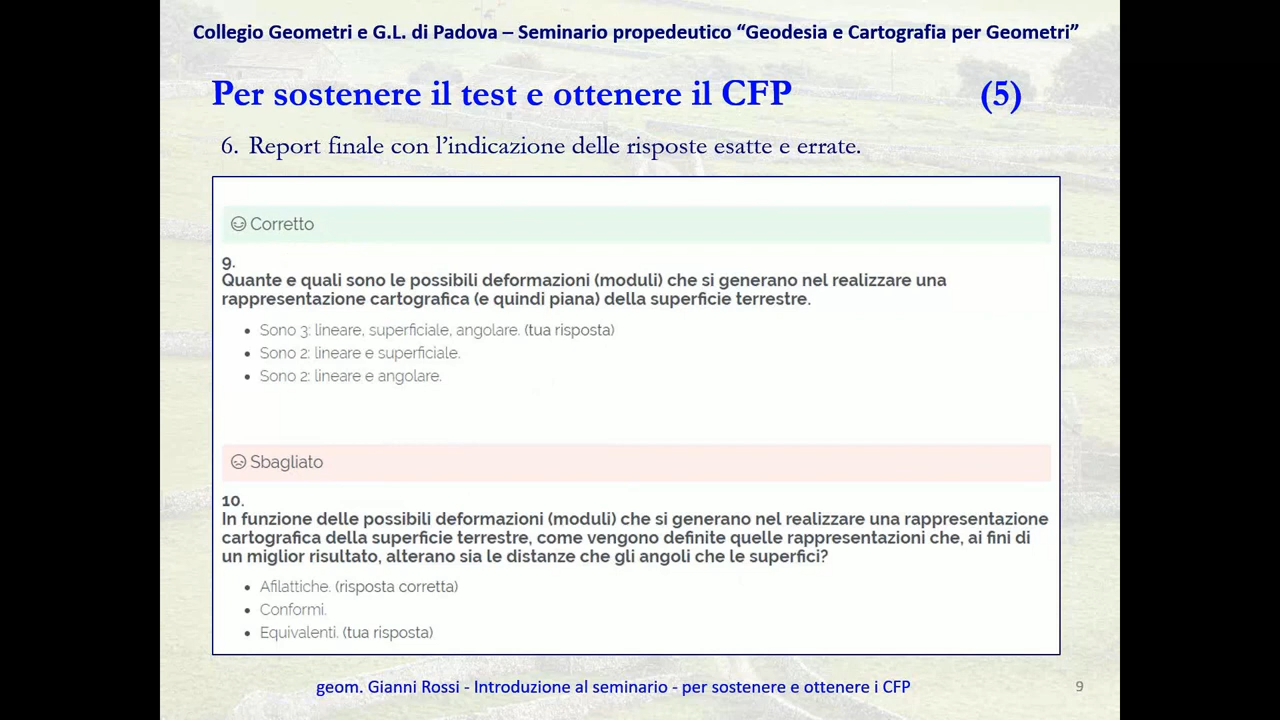 Collegio Geometri e G.L. di Padova – Seminario propedeutico “Geodesia e Cartografia per Geometri”
Per sostenere il test e ottenere il CFP (5)
6. Report finale con l’indicazione delle risposte esatte e errate.
Corretto
9.
Quante e quali sono le possibili deformazioni (moduli) che si generano nel realizzare una
rappresentazione cartografica (e quindi piana) della superficie terrestre.
• Sono 3: lineare, superficiale, angolare. (tua risposta)
• Sono 2: lineare e superficiale.
• Sono 2: lineare e angolare.
Sbagliato
10.
In funzione delle possibili deformazioni (moduli) che si generano nel realizzare una rappresentazione
cartografica della superficie terrestre, come vengono definite quelle rappresentazioni che, ai fini di
un miglior risultato, alterano sia le distanze che gli angoli che le superfici?
• Afilattiche. (risposta corretta)
• Conformi.
• Equivalenti. (tua risposta)
geom. Gianni Rossi - Introduzione al seminario - per sostenere e ottenere i CFP
9